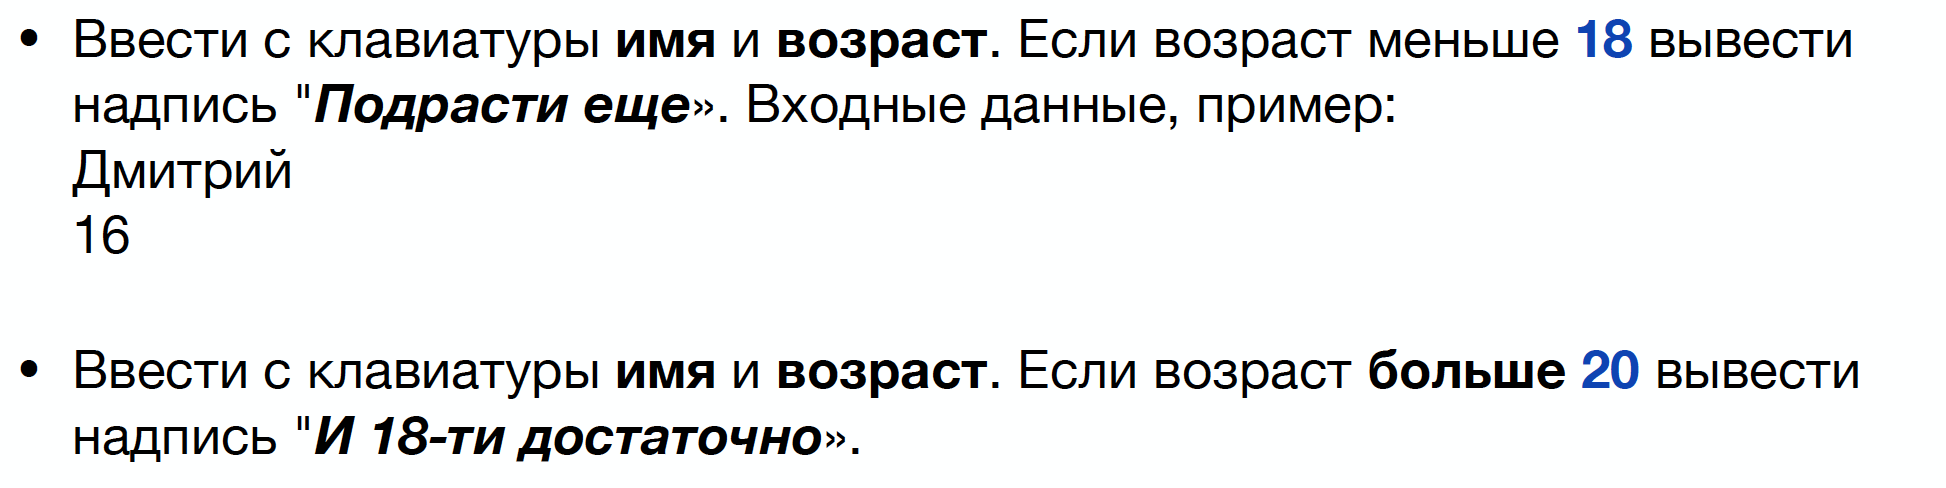 • Ввести с клавиатуры имя и возраст. Если возраст меньше 18 вывести
надпись "Подрасти еще». Входные данные, пример:
Дмитрий
16
• Ввести с клавиатуры имя и возраст. Если возраст больше 20 вывести
надпись "И 18-ти достаточно».